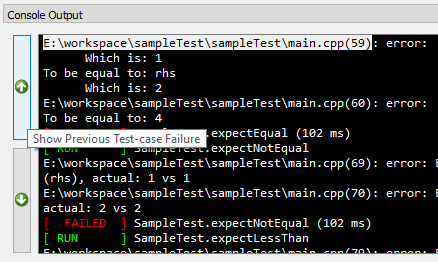 Console Output
E:\workspace\sampleTest\sampleTest\main.cpp(59): error:
Which is: 1
To be equal to: rhs
Which is: 2
E:\workspace\sampleTest\sampleTest\main.cpp(60): error:
To be equal to: 4
[ Test.expectEqual (102 ms)
Show Previous Test-case Failure
[ RUN ] SampleTest.expectNotEqual
E:\workspace\sampleTest\sampleTest\main.cpp(69): error: E
(rhs), actual: 1 vs 1
E:\workspace\sampleTest\sampleTest\main.cpp(70): error: E
actual: 2 vs 2
[ FAILED ] SampleTest.expectNotEqual (102 ms)
[ RUN ] SampleTest.expectLessThan